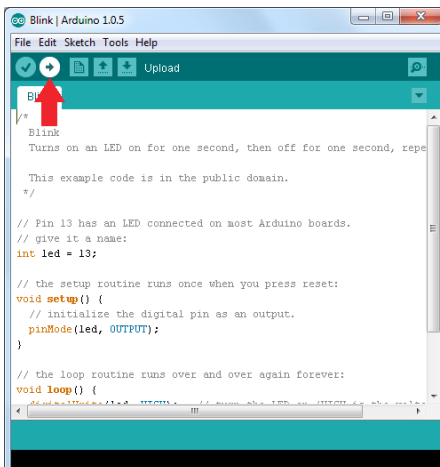 Blink | Arduino 1.0.5
File Edit Sketch Tools Help
Upload
/*
Blink
Turns on an LED on for one second, then off for one second, repe
This example code is in the public domain.
*/
// Pin 13 has an LED connected on most Arduino boards.
// give it a name:
int led = 13;
// the setup routine runs once when you press reset:
void setup() {
// initialize the digital pin as an output.
pinMode(led, OUTPUT);
}
// the loop routine runs over and over again forever:
void loop() {